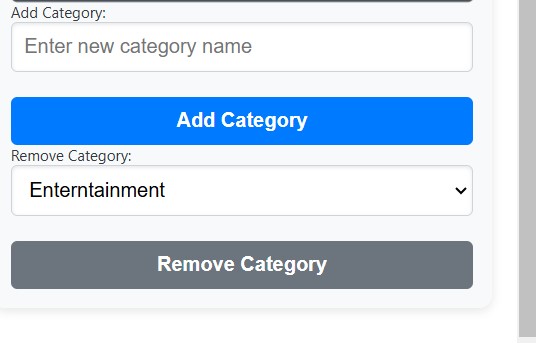 Add Category:
Enter new category name
Add Category
Remove Category:
Enterntainment
Remove Category